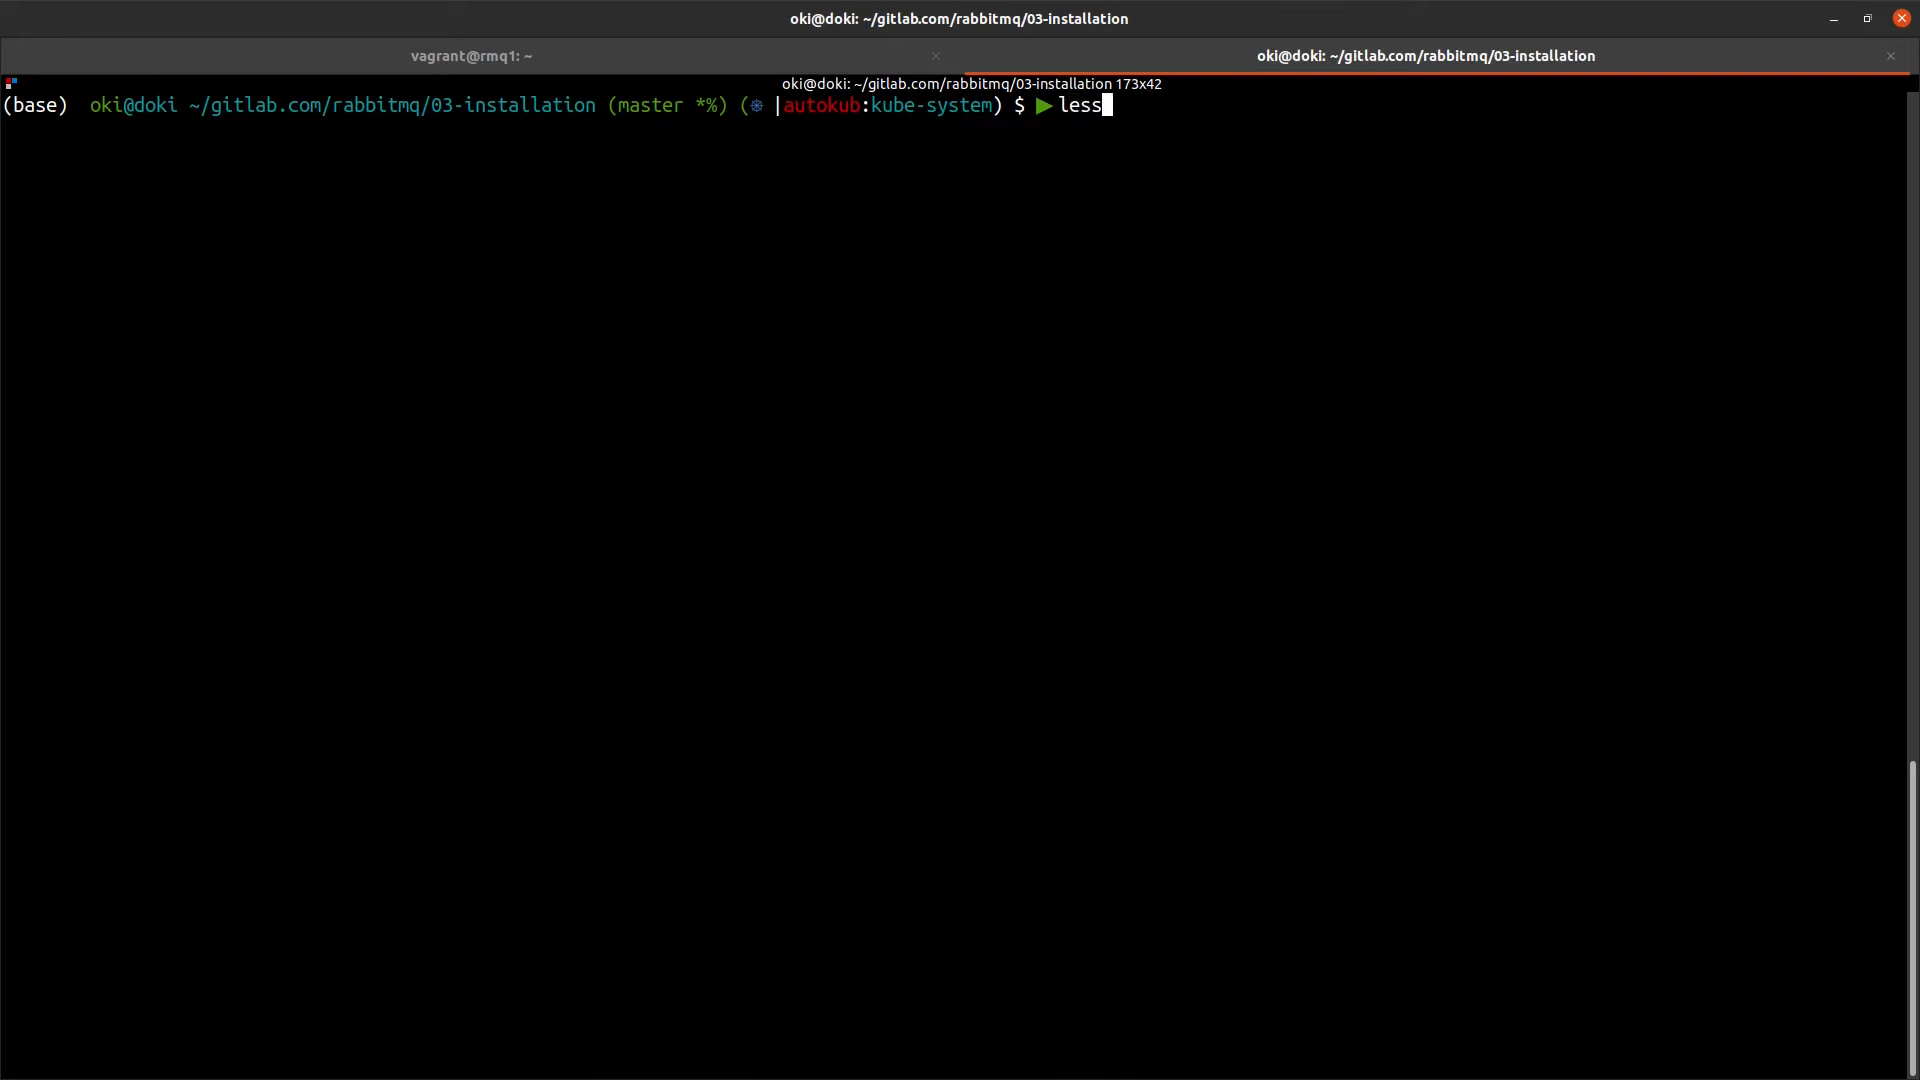 oki@doki: ~/gitlab.com/rabbitmq/03-installation
vagrant@rmq1: ~
oki@doki: ~/gitlab.com/rabbitmq/03-installation
oki@doki: ~/gitlab.com/rabbitmq/03-installation 173x42
(base) oki@doki ~/gitlab.com/rabbitmq/03-installation (master *%) (⎈ |autokub:kube-system) $ ▶ less